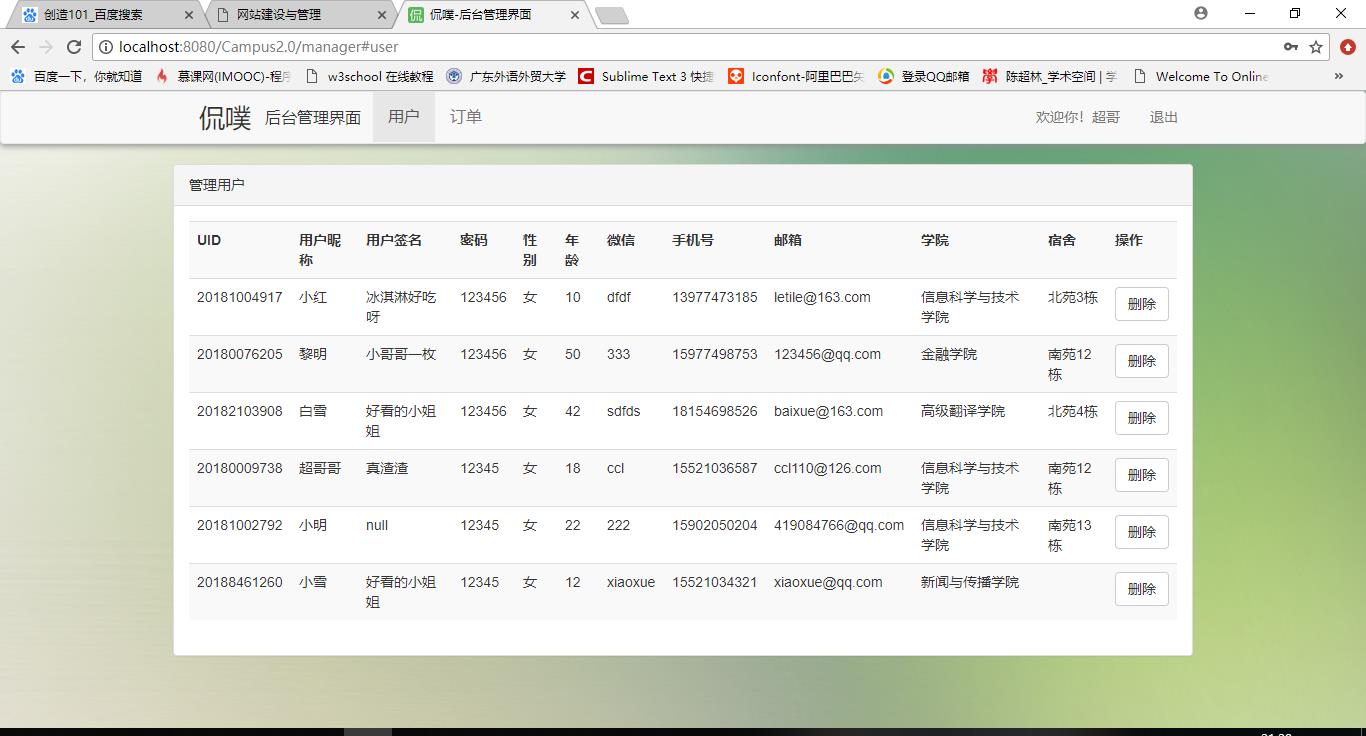 创造101_百度搜索
网站建设与管理
侃噗-后台管理界面
localhost:8080/Campus2.0/manager#user
百度一下，你就知道
慕课网(IMOOC)-程序
w3school 在线教程
广东外语外贸大学
Sublime Text 3 快捷
Iconfont-阿里巴巴矢
登录QQ邮箱
陈超林_学术空间 | 学
Welcome To Online
»
侃噗 后台管理界面 用户 订单 欢迎你！超哥 退出
管理用户
UID 用户昵 用户签名 密码 性 年 微信 手机号 邮箱 学院 宿舍 操作
称 别 龄
20181004917 小红 冰淇淋好吃 123456 女 10 dfdf 13977473185 letile@163.com 信息科学与技术 北苑3栋 删除
呀 学院
20180076205 黎明 小哥哥一枚 123456 女 50 333 15977498753 123456@qq.com 金融学院 南苑12 删除
栋
20182103908 白雪 好看的小姐 123456 女 42 sdfds 18154698526 baixue@163.com 高级翻译学院 北苑4栋 删除
姐
20180009738 超哥哥 真渣渣 12345 女 18 ccl 15521036587 ccl110@126.com 信息科学与技术 南苑12 删除
学院 栋
20181002792 小明 null 12345 女 22 222 15902050204 419084766@qq.com 信息科学与技术 南苑13 删除
学院 栋
20188461260 小雪 好看的小姐 12345 女 12 xiaoxue 15521034321 xiaoxue@qq.com 新闻与传播学院 删除
姐